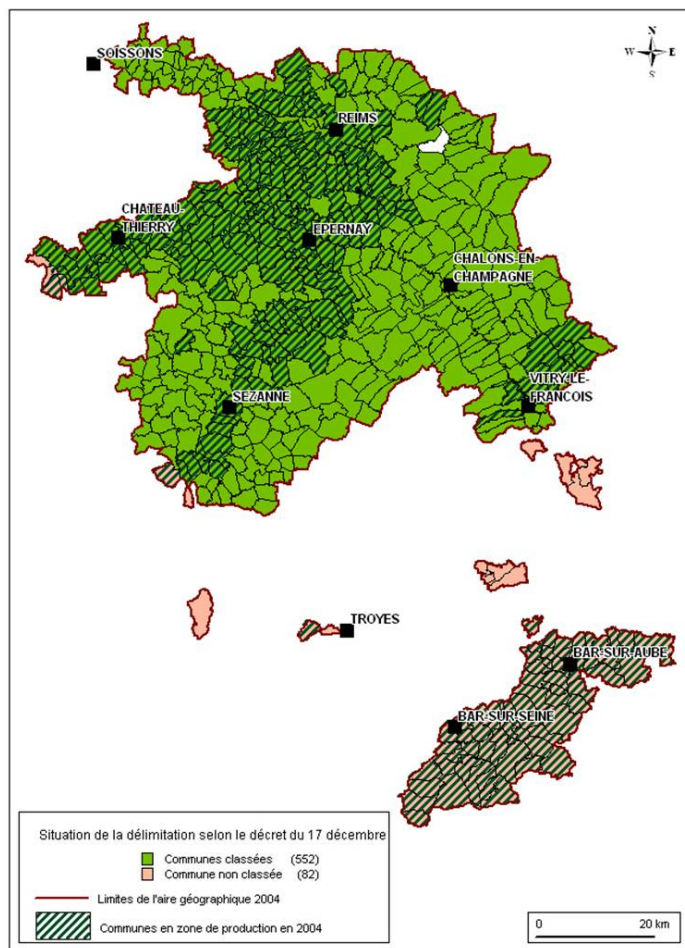 N
W E
S
SOISSONS
REIMS
CHATEAU-
THIERRY
EPERNAY
CHALONS-EN-
CHAMPAGNE
VITRY-LE-
FRANCOIS
SEZANNE
TROYES
BAR-SUR-AUBE
BAR-SUR-SEINE
Situation de la délimitation selon le décret du 17 décembre
Communes classées (552)
Commune non classée (82)
Limites de l'aire géographique 2004
Communes en zone de production en 2004
0 20 km